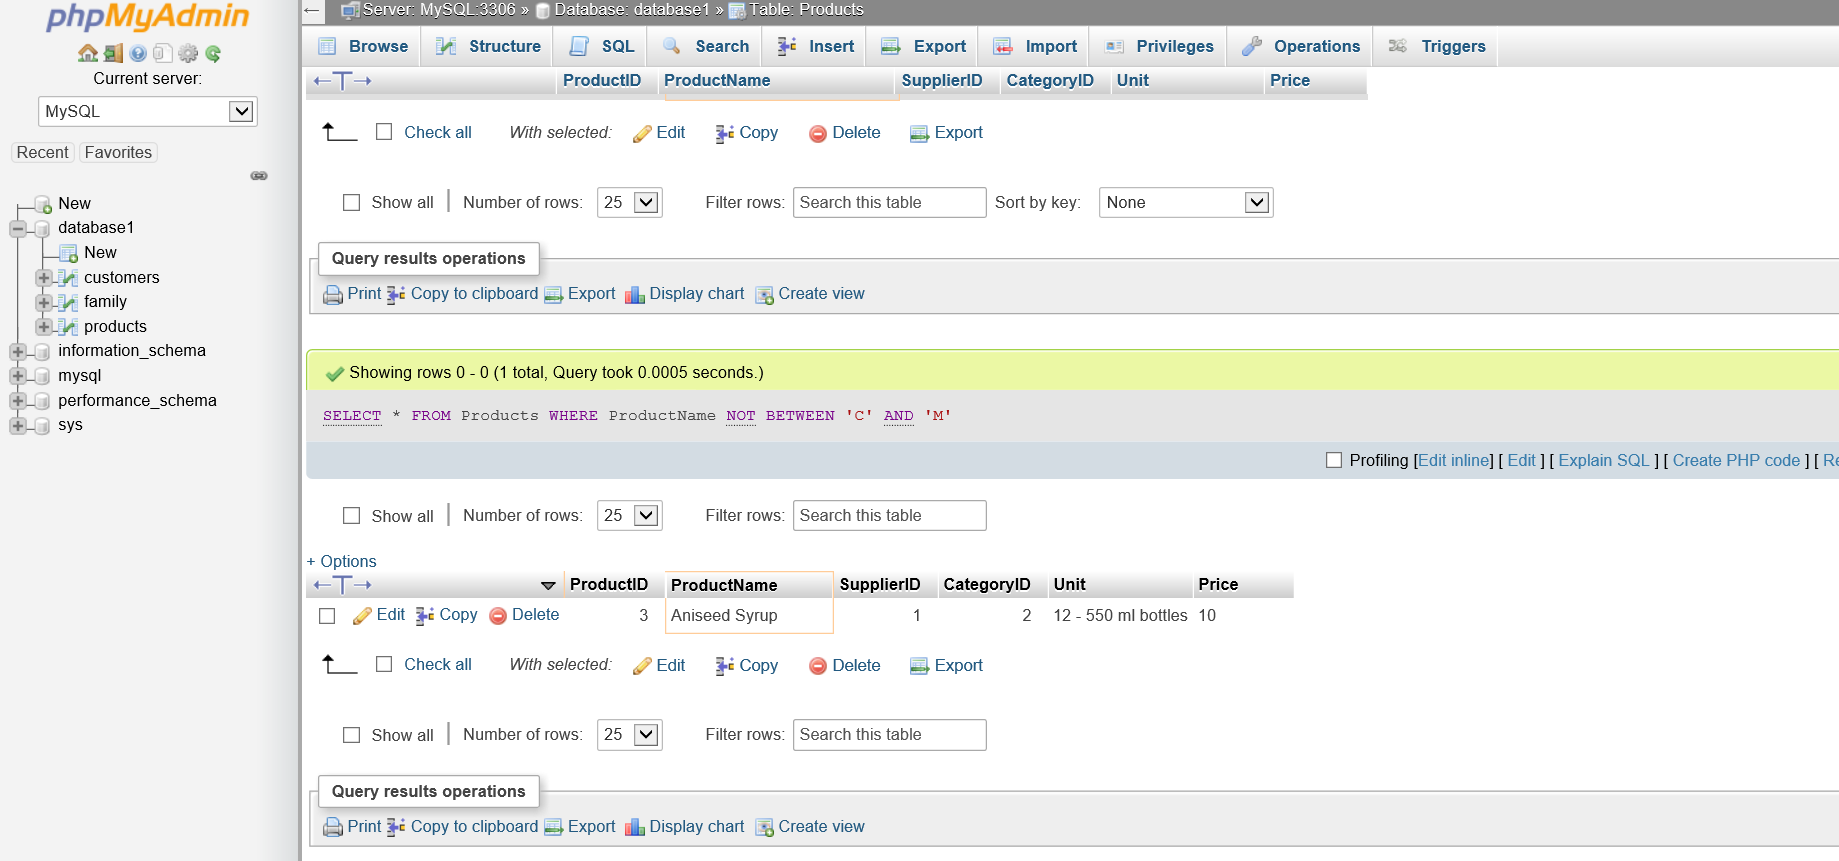 phpMyAdmin
Current server:
MySQL
Recent Favorites
New
database1
New
customers
family
products
information_schema
mysql
performance_schema
sys
Server: MySQL:3306 » Database: database1 » Table: Products
Browse Structure SQL Search Insert Export Import Privileges Operations Triggers
ProductID ProductName SupplierID CategoryID Unit Price
Check all With selected: Edit Copy Delete Export
Show all Number of rows: 25 Filter rows: Search this table Sort by key: None
Query results operations
Print Copy to clipboard Export Display chart Create view
Showing rows 0 - 0 (1 total, Query took 0.0005 seconds.)
SELECT * FROM Products WHERE ProductName NOT BETWEEN 'C' AND 'M'
Profiling [Edit inline] [ Edit ] [ Explain SQL ] [ Create PHP code ] [ Re
Show all Number of rows: 25 Filter rows: Search this table
+ Options
ProductID ProductName SupplierID CategoryID Unit Price
Edit Copy Delete 3 Aniseed Syrup 1 2 12 - 550 ml bottles 10
Check all With selected: Edit Copy Delete Export
Show all Number of rows: 25 Filter rows: Search this table
Query results operations
Print Copy to clipboard Export Display chart Create view